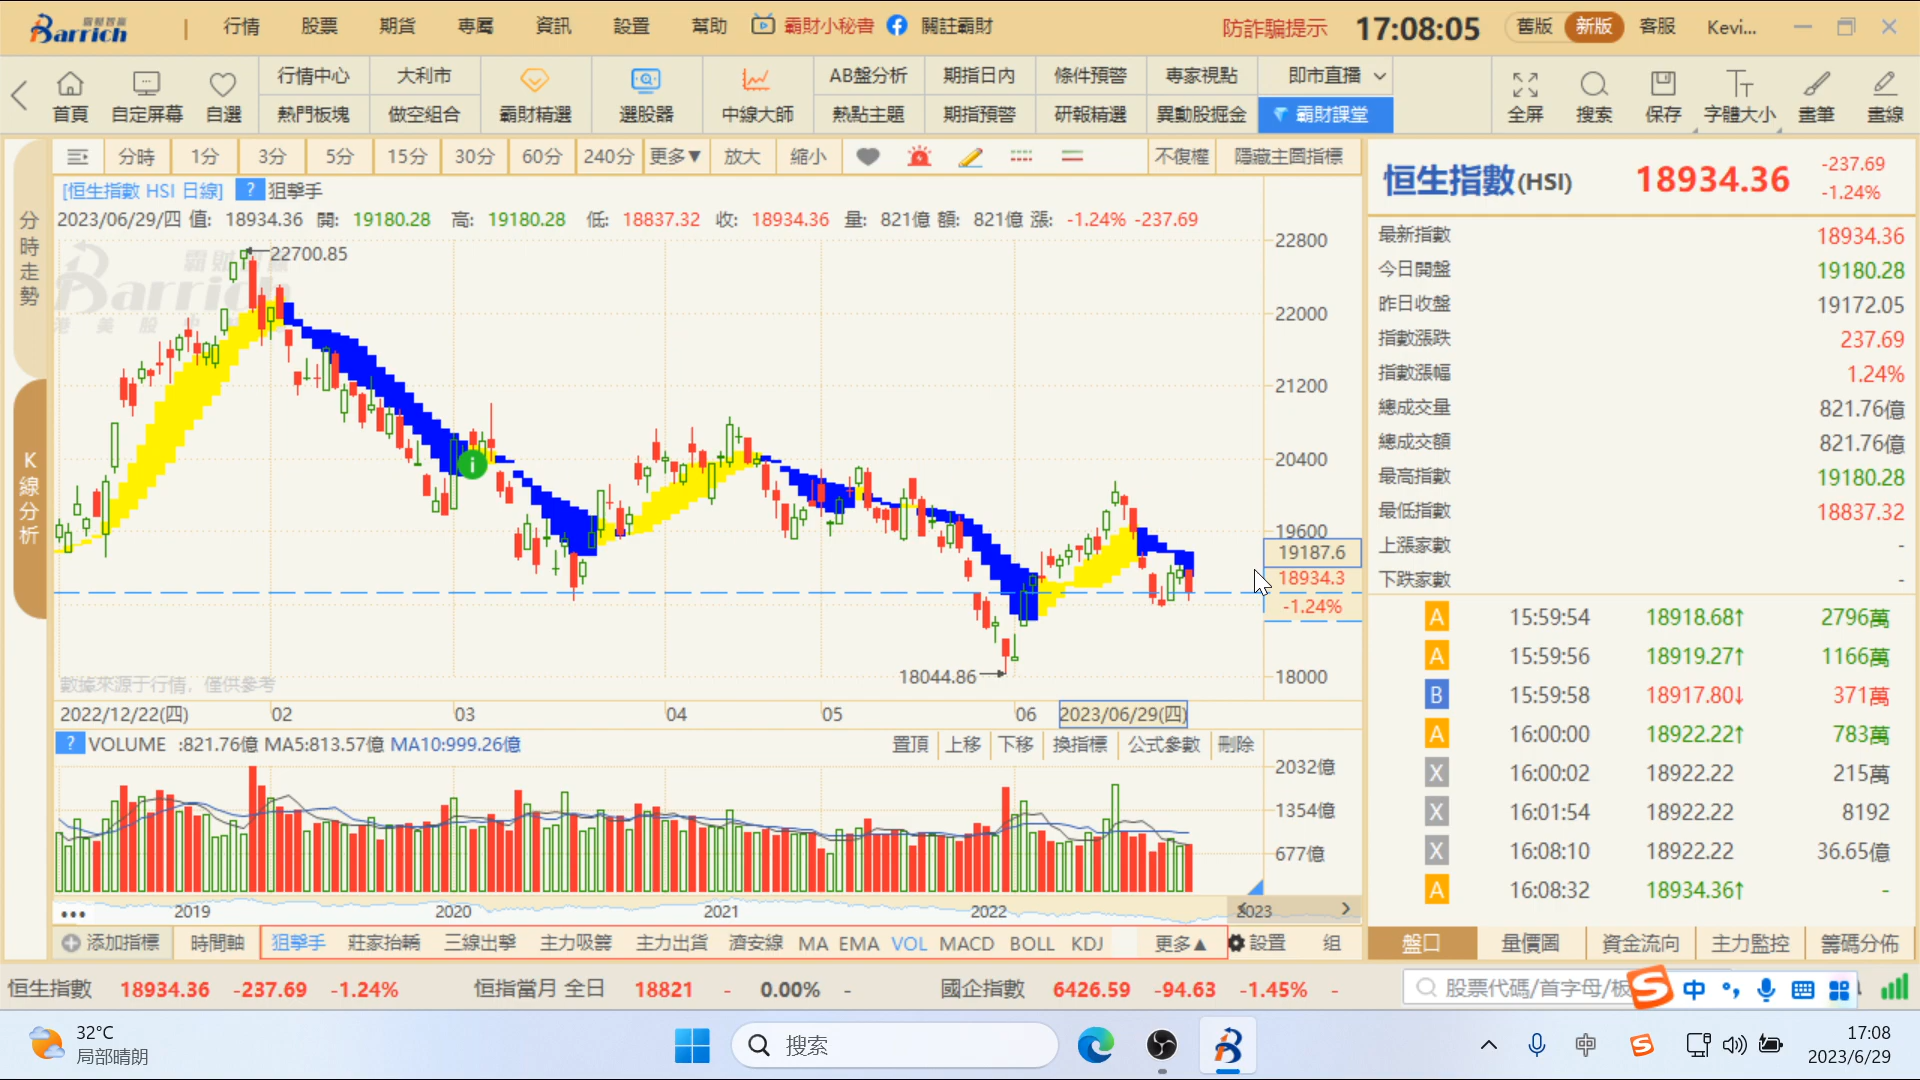 霸財智贏
Barrich
行情 股票 期貨 專屬 資訊 設置 幫助 霸財小秘書 關註霸財
防詐騙提示 17:08:05 舊版 新版 客服 Kevi...
首頁 自定屏幕 自選 行情中心 大利市 霸財精選 選股器 中線大師 AB盤分析 期指日內 條件預警 專家視點 即市直播
熱門板塊 做空組合 熱點主題 期指預警 研報精選 異動股掘金 霸財課堂
全屏 搜索 保存 字體大小 畫筆 畫線
分時 1分 3分 5分 15分 30分 60分 240分 更多▼ 放大 縮小 不復權 隱藏主圖指標
分時走勢
K線分析
[恒生指數 HSI 日線] ? 狙擊手
2023/06/29/四 值: 18934.36 開: 19180.28 高: 19180.28 低: 18837.32 收: 18934.36 量: 821億 額: 821億 漲: -1.24% -237.69
22700.85
18044.86
22800
22000
21200
20400
19600
19187.6
18934.3
-1.24%
18000
數據來源于行情，僅供參考
2022/12/22(四) 02 03 04 05 06 2023/06/29(四)
? VOLUME :821.76億 MA5:813.57億 MA10:999.26億
置頂 上移 下移 換指標 公式參數 刪除
2032億
1354億
677億
••• 2019 2020 2021 2022 2023
添加指標 時間軸 狙擊手 莊家抬轎 三線出擊 主力吸籌 主力出貨 濟安線 MA EMA VOL MACD BOLL KDJ 更多▲ 設置 组
恒生指數(HSI) 18934.36 -237.69
-1.24%
最新指數 18934.36
今日開盤 19180.28
昨日收盤 19172.05
指數漲跌 237.69
指數漲幅 1.24%
總成交量 821.76億
總成交額 821.76億
最高指數 19180.28
最低指數 18837.32
上漲家數 -
下跌家數 -
A 15:59:54 18918.68↑ 2796萬
A 15:59:56 18919.27↑ 1166萬
B 15:59:58 18917.80↓ 371萬
A 16:00:00 18922.22↑ 783萬
X 16:00:02 18922.22 215萬
X 16:01:54 18922.22 8192
X 16:08:10 18922.22 36.65億
A 16:08:32 18934.36↑ -
盤口 量價圖 資金流向 主力監控 籌碼分佈
恒生指數 18934.36 -237.69 -1.24% 恒指當月 全日 18821 - 0.00% - 國企指數 6426.59 -94.63 -1.45% -
股票代碼/首字母/板
中
32°C
局部晴朗
搜索
中
17:08
2023/6/29